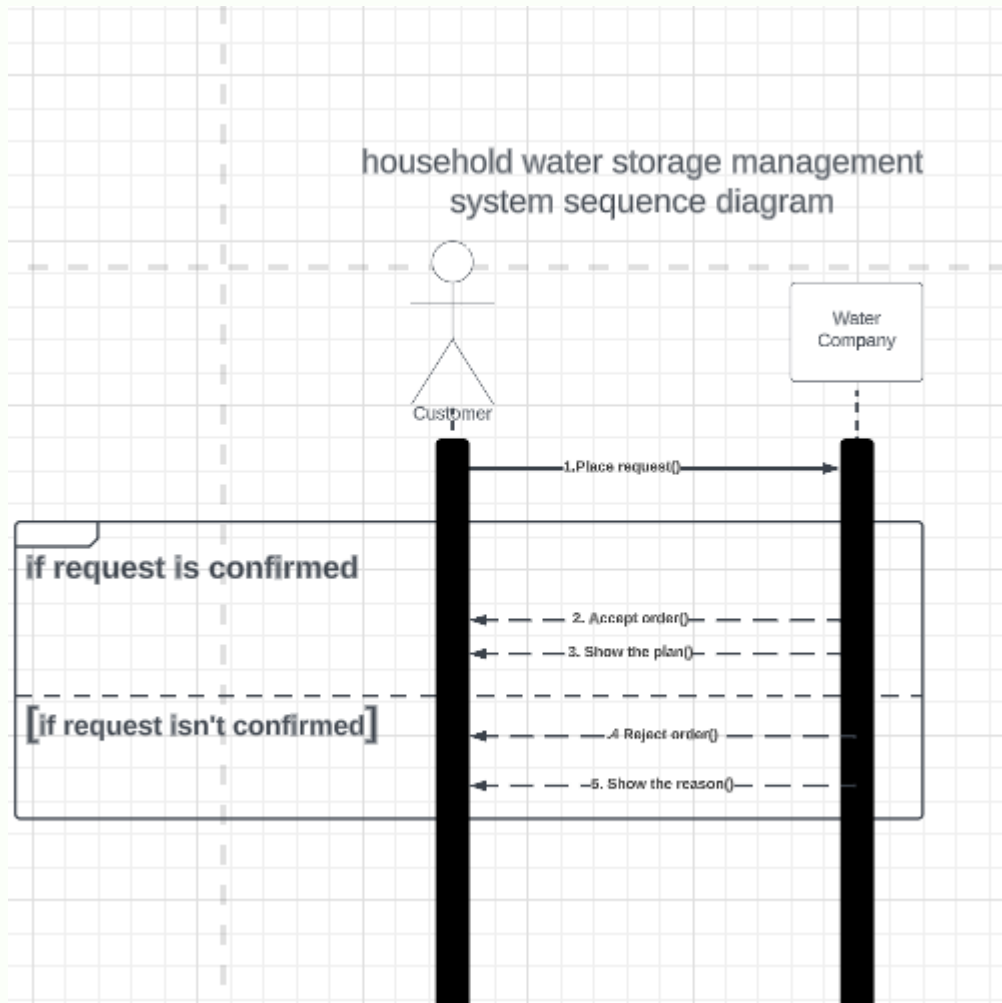 household water storage management
system sequence diagram
Water
Company
Customer
1.Place request()
if request is confirmed
2. Accept order()
3. Show the plan()
[if request isn't confirmed]
.4 Reject order()
5. Show the reason()